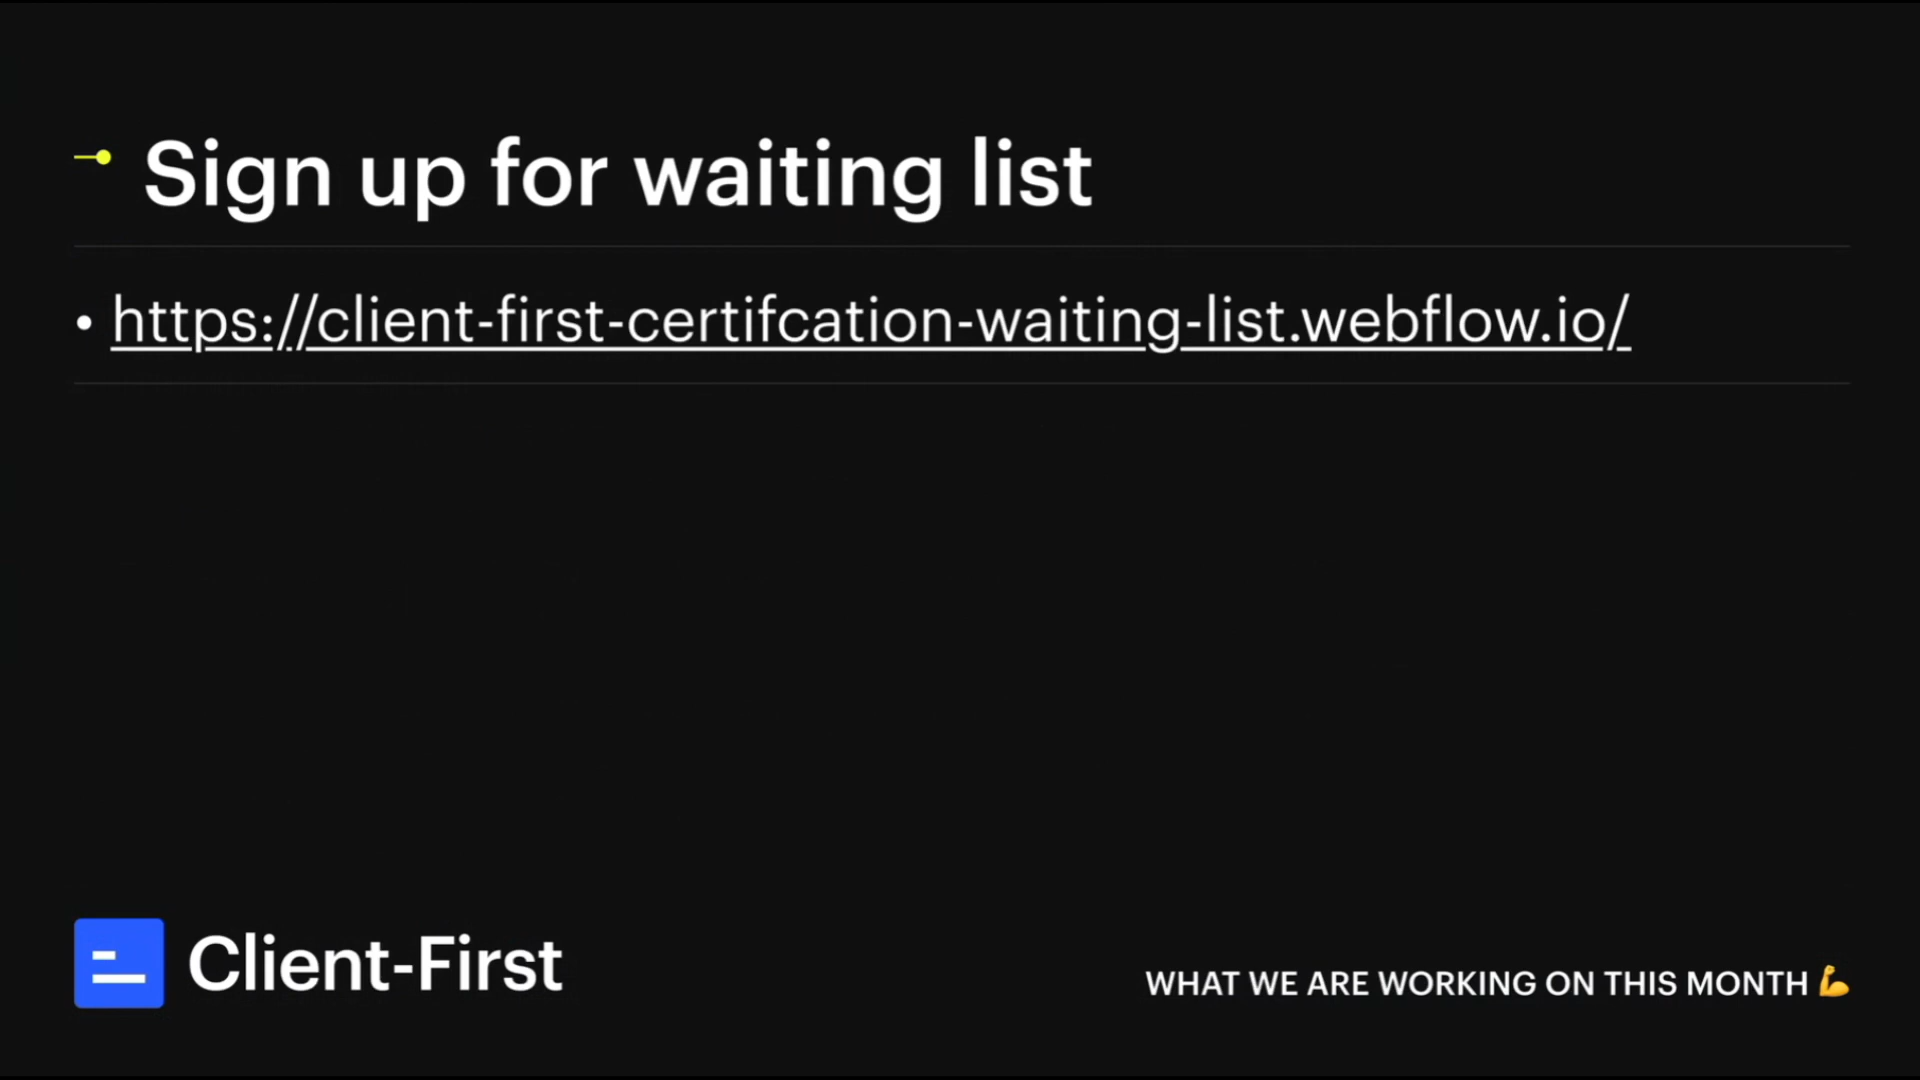 Sign up for waiting list
• https://client-first-certifcation-waiting-list.webflow.io/
Client-First
WHAT WE ARE WORKING ON THIS MONTH 💪